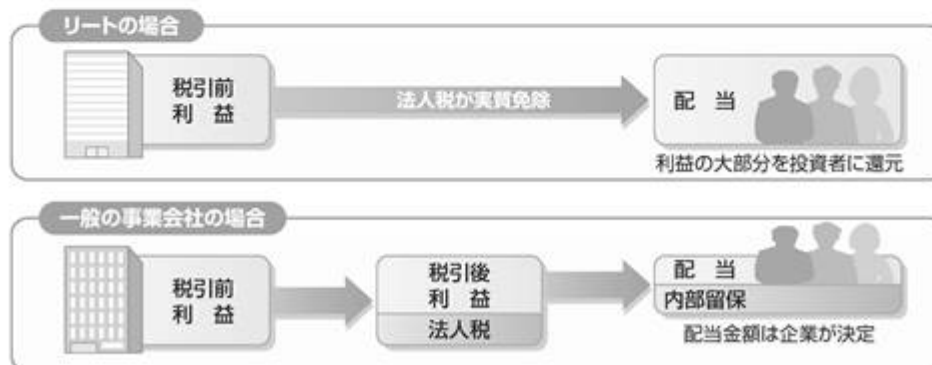 リートの場合
税引前
利 益
法人税が実質免除
配 当
利益の大部分を投資者に還元
一般の事業会社の場合
税引前
利 益
税引後
利 益
法人税
配 当
内部留保
配当金額は企業が決定